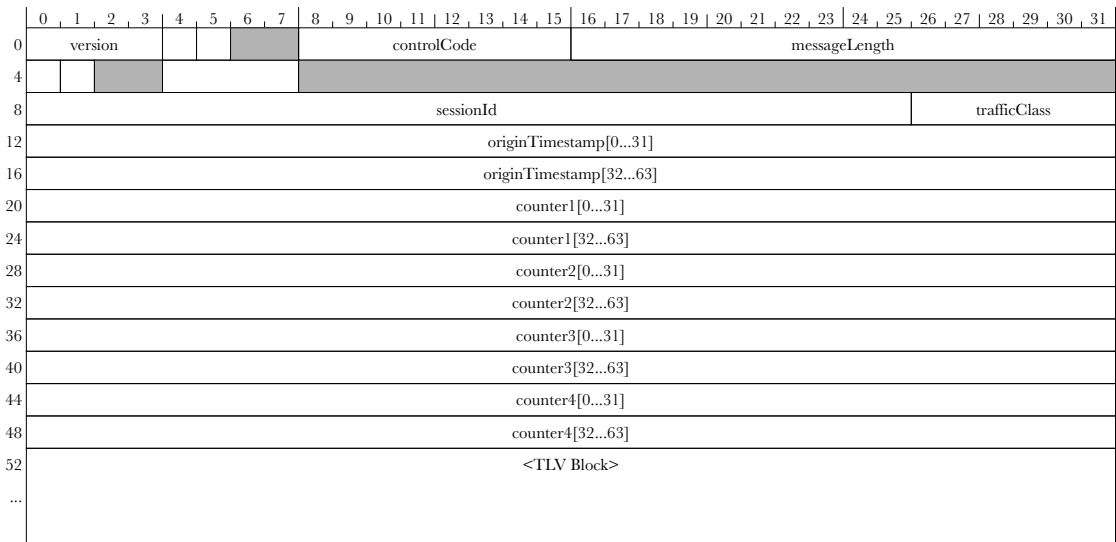 0 1 2 3 4 5 6 7 8 9 10 11 12 13 14 15 16 17 18 19 20 21 22 23 24 25 26 27 28 29 30 31
0 version controlCode messageLength
4
8 sessionId trafficClass
12 originTimestamp[0...31]
16 originTimestamp[32...63]
20 counter1[0...31]
24 counter1[32...63]
28 counter2[0...31]
32 counter2[32...63]
36 counter3[0...31]
40 counter3[32...63]
44 counter4[0...31]
48 counter4[32...63]
52 <TLV Block>
...